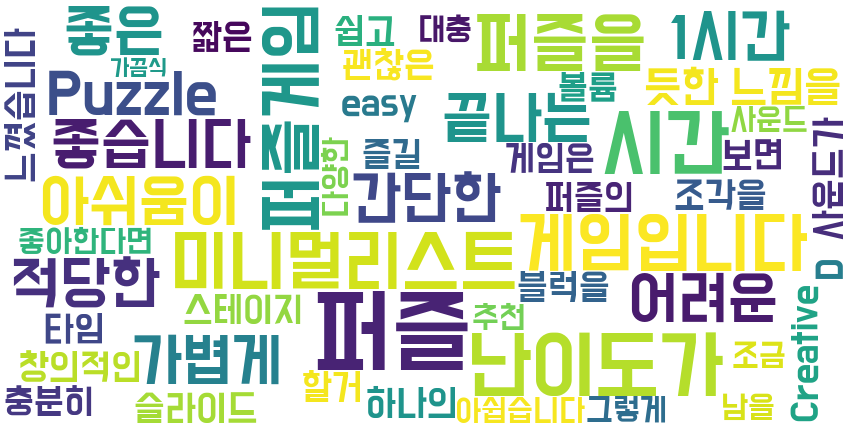 좋은
짧은
퍼즐게임
쉽고
대충
퍼즐을
1시간
느꼈습니다
가끔식
괜찮은
볼륨
듯한 느낌을
Puzzle
easy
끝나는
사운드
좋습니다
다양한
즐길
게임은
시간
보면
사운드가
아쉬움이
간단한
퍼즐의
조각을
좋아한다면
미니멀리스트
게임입니다
D
적당한
스테이지
퍼즐
블럭을
어려운
타임
추천
Creative
창의적인
가볍게
할거
난이도가
조금
충분히
슬라이드
하나의
아쉽습니다
그렇게
남을